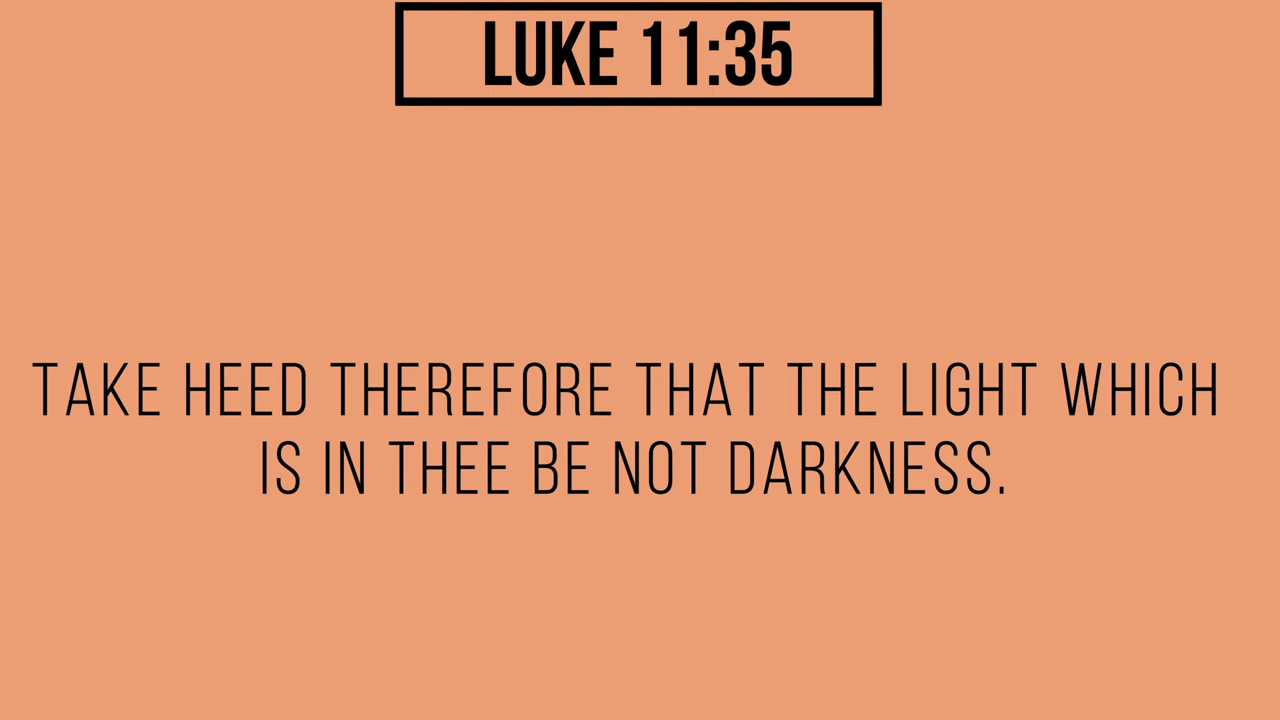 LUKE 11:35
TAKE HEED THEREFORE THAT THE LIGHT WHICH
IS IN THEE BE NOT DARKNESS.